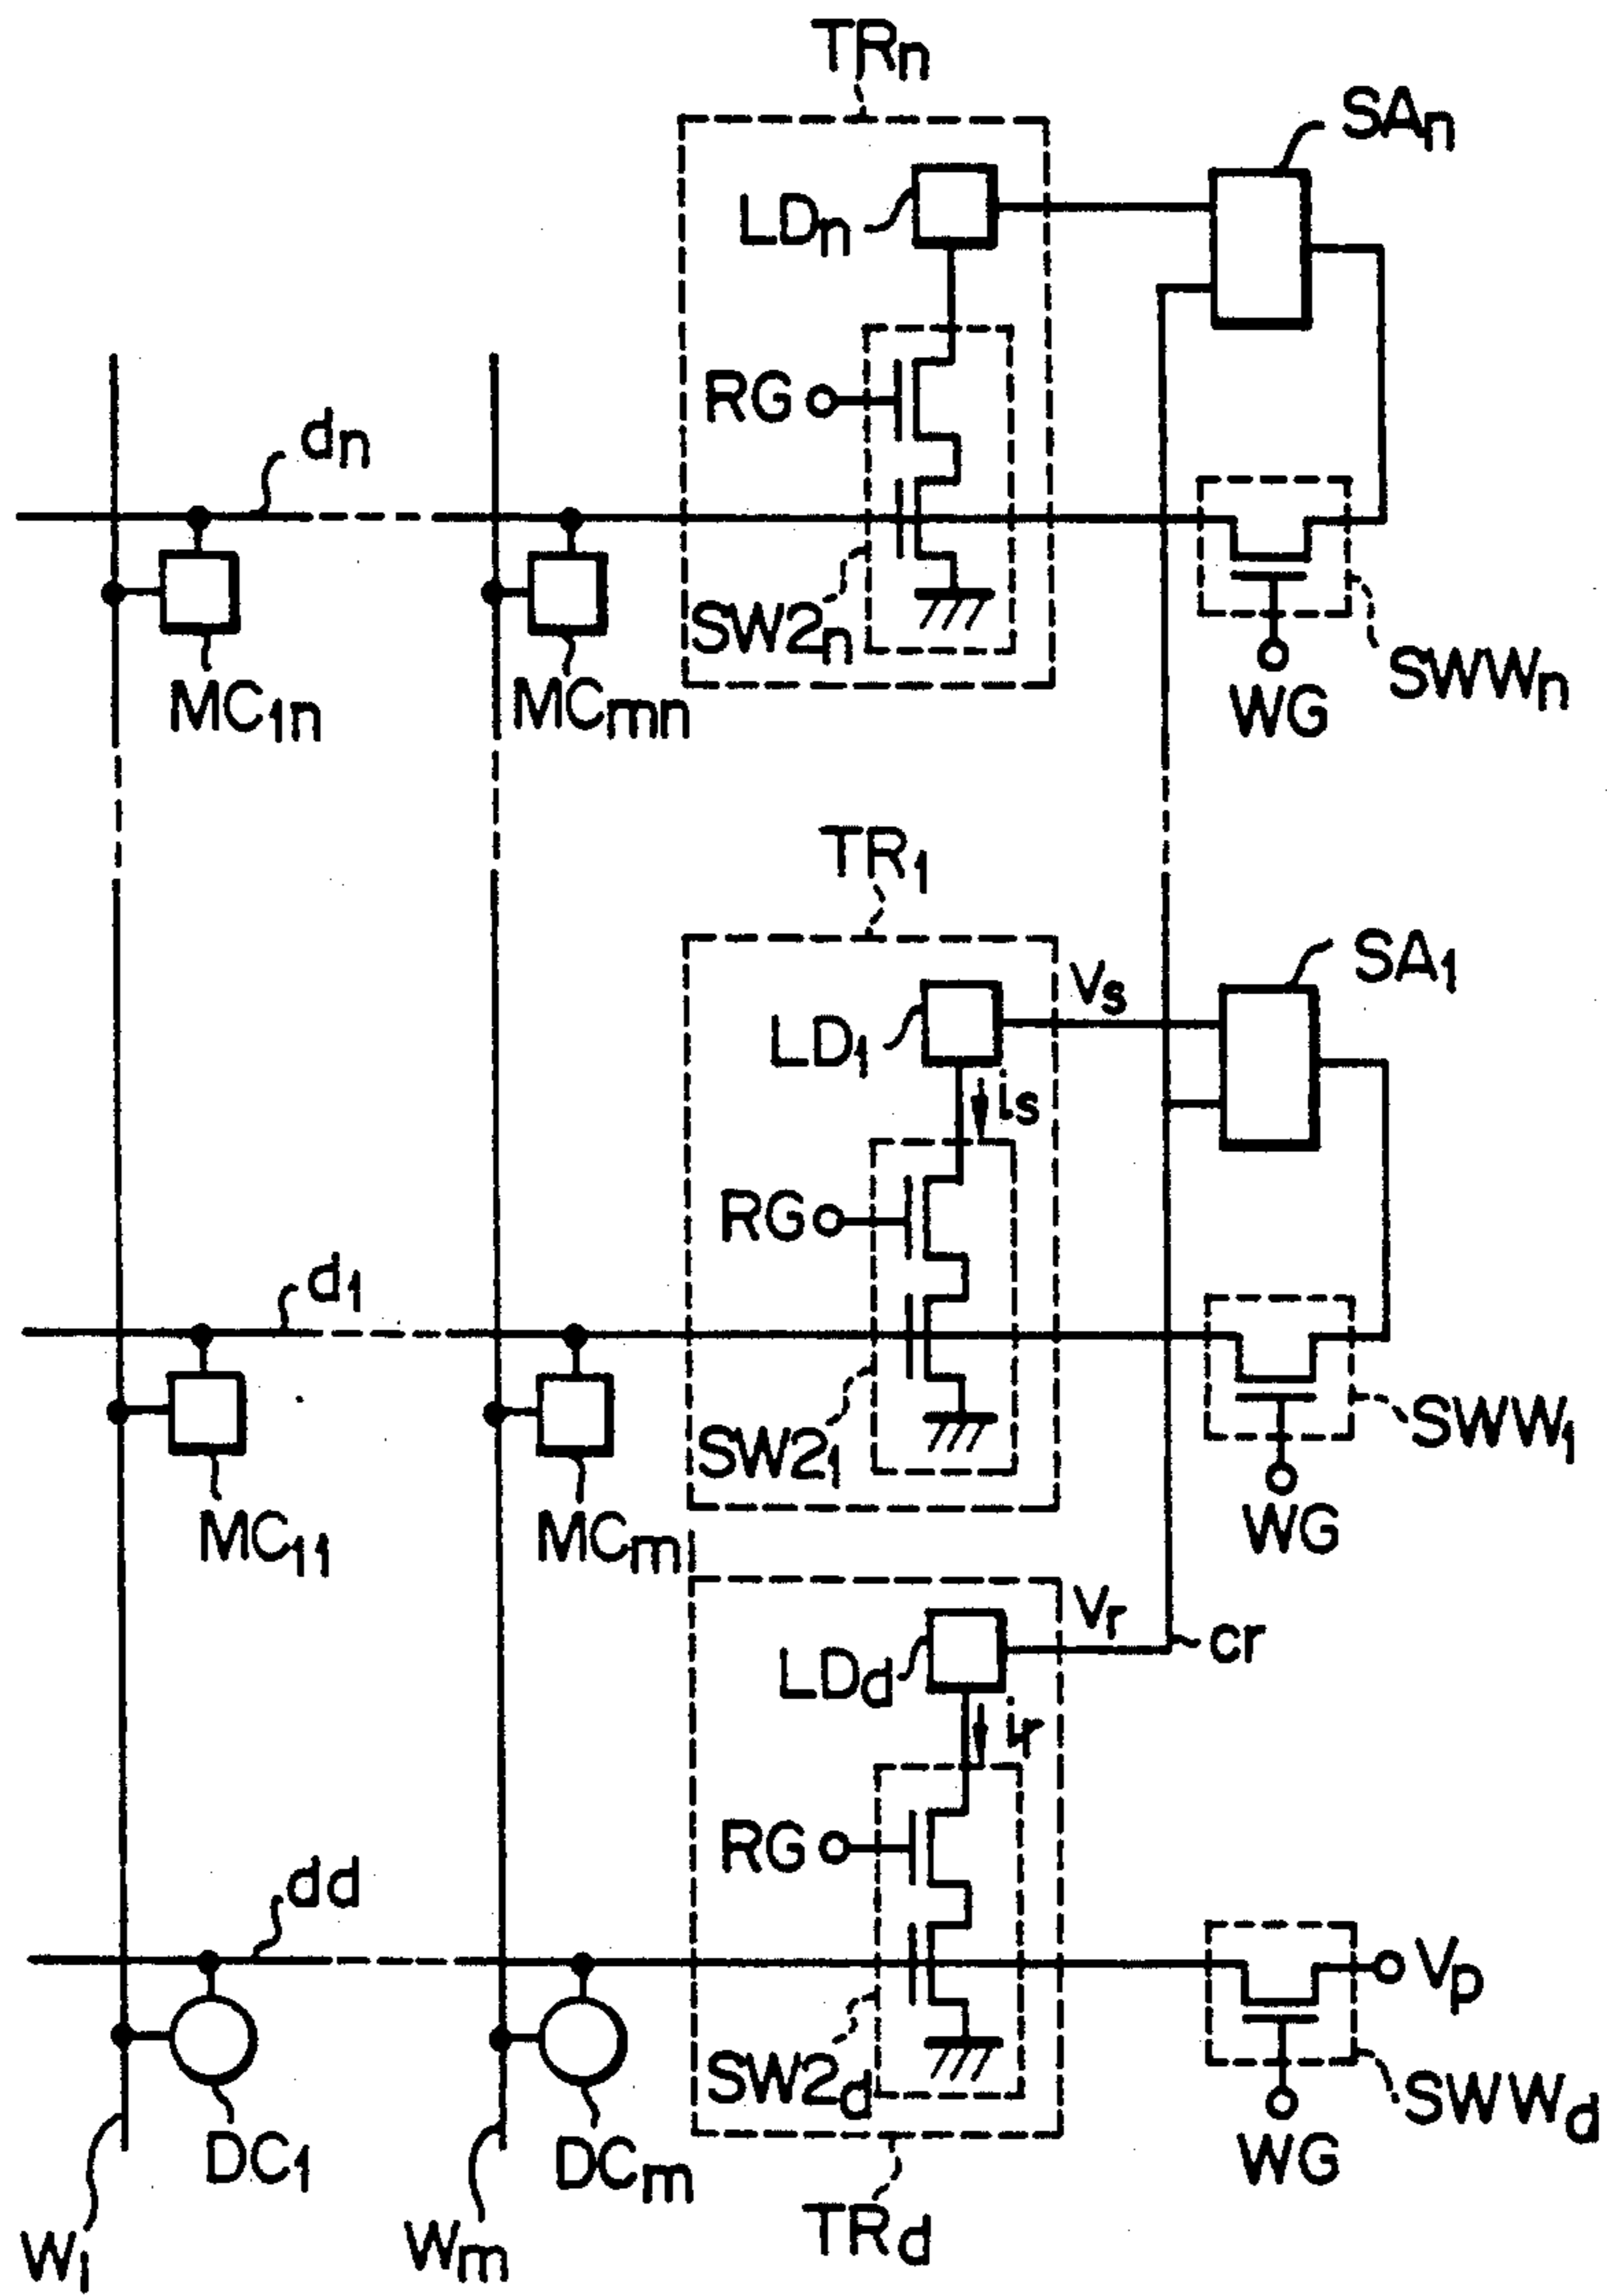 TRn
SAn
LDn
RG
dn
SW2n
MC1n
MCmn
WG
SWWn
TR1
SA1
Vs
LD1
is
RG
d1
SW21
SWW1
MC11
MCm1
WG
Vr
LDd
cr
ir
RG
dd
Vp
SW2d
SWWd
DC1
DCm
WG
W1
Wm
TRd